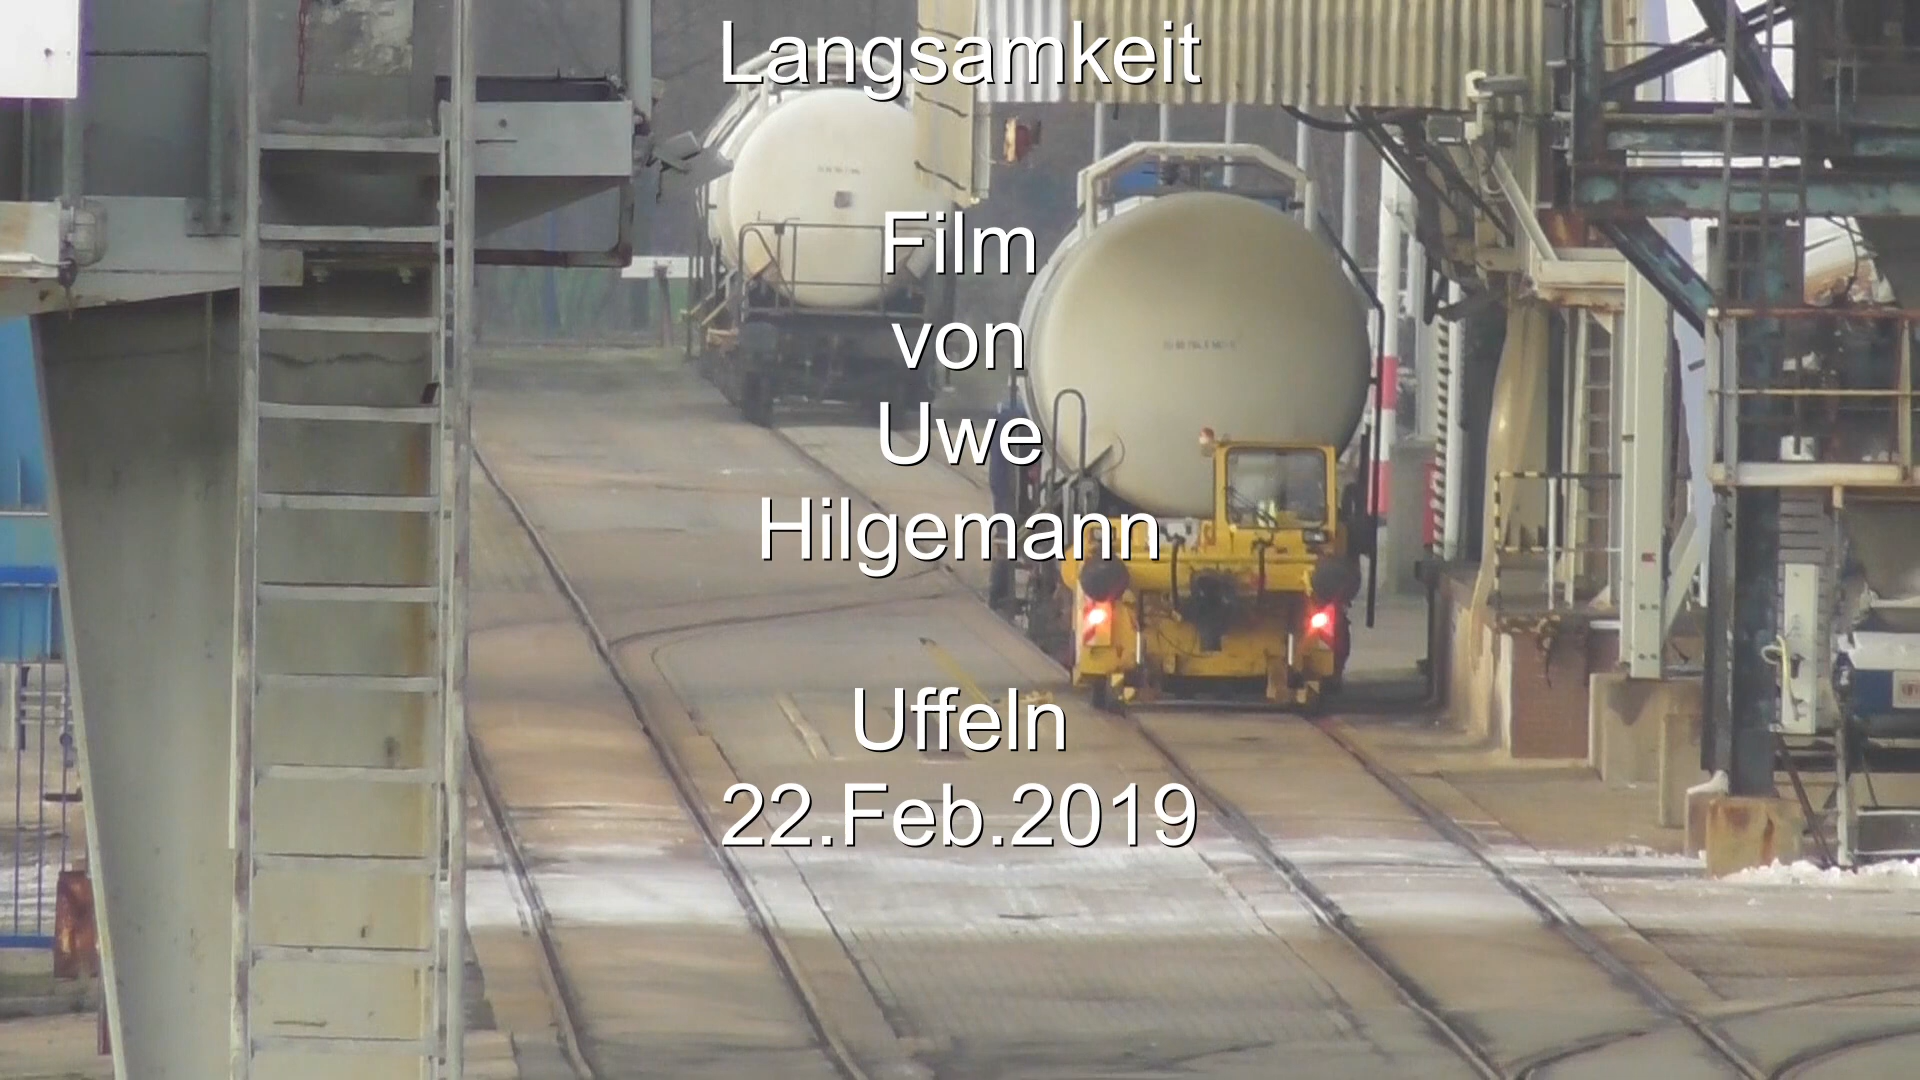 Langsamkeit
Film
von
Uwe
Hilgemann
Uffeln
22.Feb.2019